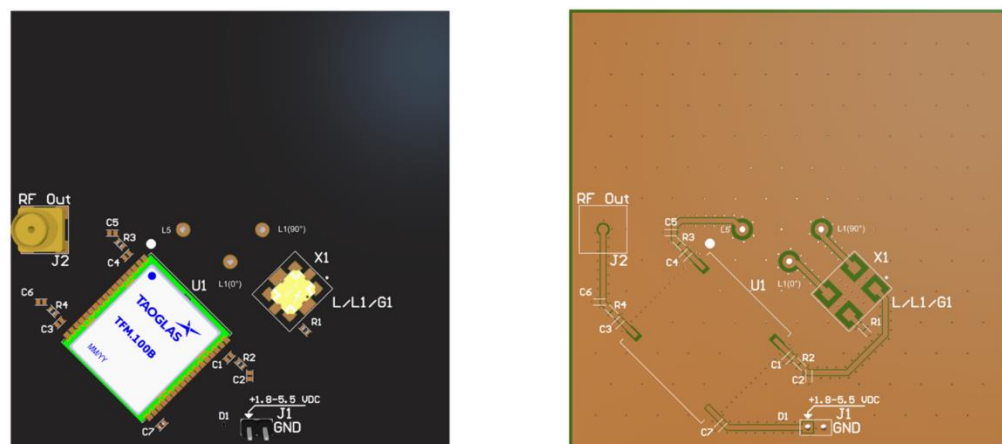 RF Out
J2
C5
R3
C4
L5
L1(90°)
L1(0°)
U1
X1
L/L1/G1
R1
C6
R4
C3
TAOGLAS
TFM.100B
MM/YY
C1
R2
C2
+1.8-5.5 VDC
D1
J1
GND
C7
RF Out
J2
C5
R3
C4
L1(90°)
L1(0°)
U1
X1
L/L1/G1
R1
C6
R4
C3
C1
R2
C2
+1.8-5.5 VDC
D1
J1
GND
C7